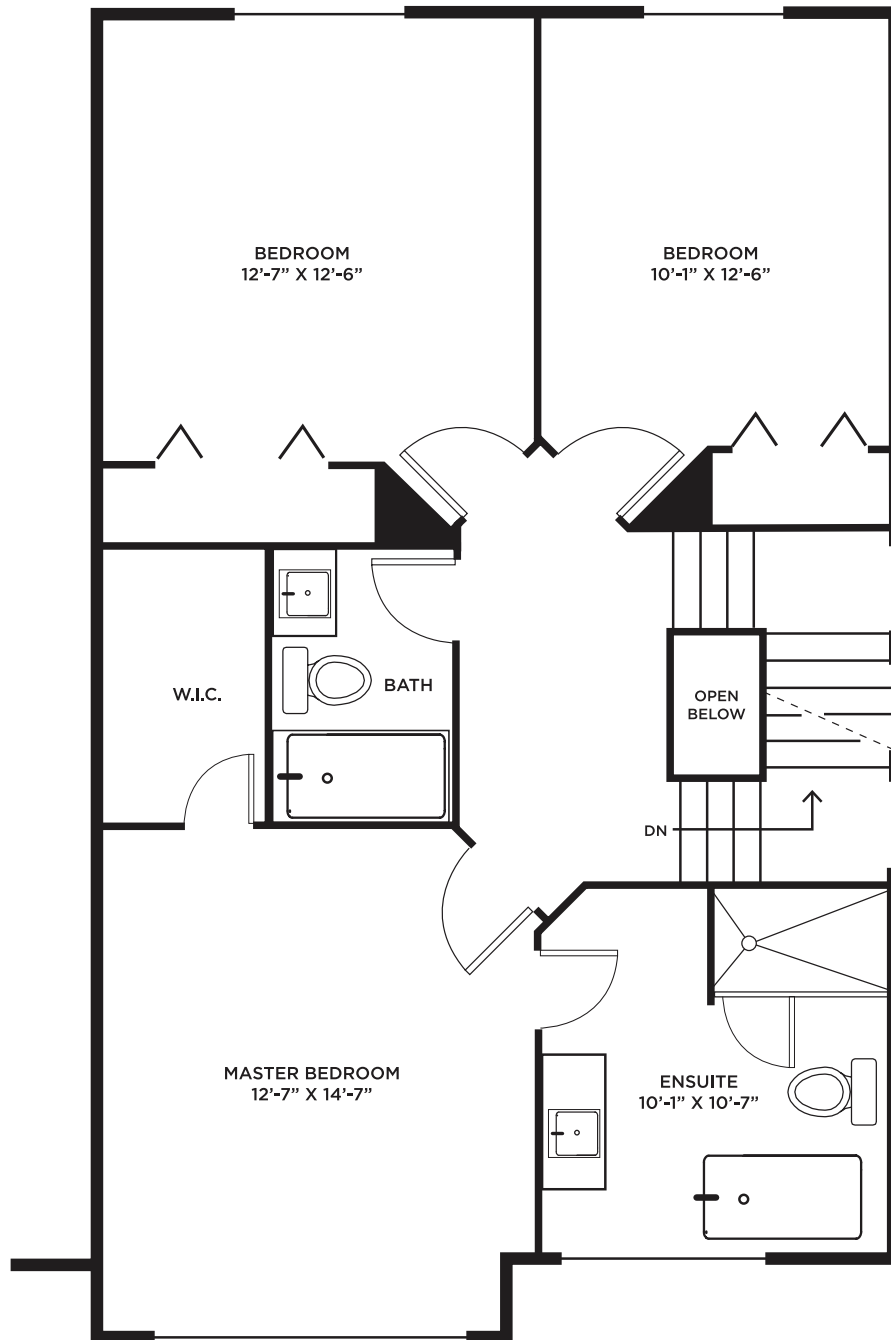 BEDROOM
12’-7” X 12’-6”
BEDROOM
10’-1” X 12’-6”
W.I.C.
BATH
OPEN
BELOW
DN
MASTER BEDROOM
12’-7” X 14’-7”
ENSUITE
10’-1” X 10’-7”